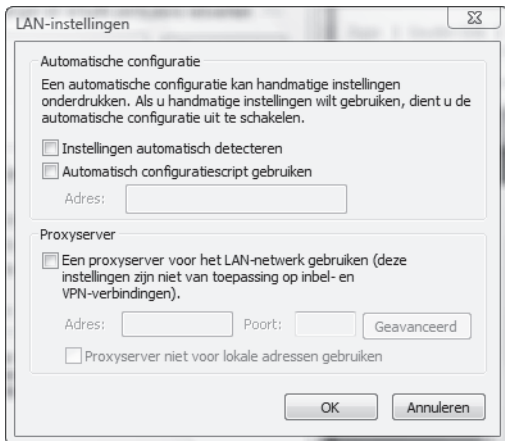 LAN-instellingen
Automatische configuratie
Een automatische configuratie kan handmatige instellingen
onderdrukken. Als u handmatige instellingen wilt gebruiken, dient u de
automatische configuratie uit te schakelen.
Instellingen automatisch detecteren
Automatisch configuratiescript gebruiken
Adres:
Proxyserver
Een proxyserver voor het LAN-netwerk gebruiken (deze
instellingen zijn niet van toepassing op inbel- en
VPN-verbindingen).
Adres: Poort: Geavanceerd
Proxyserver niet voor lokale adressen gebruiken
OK Annuleren